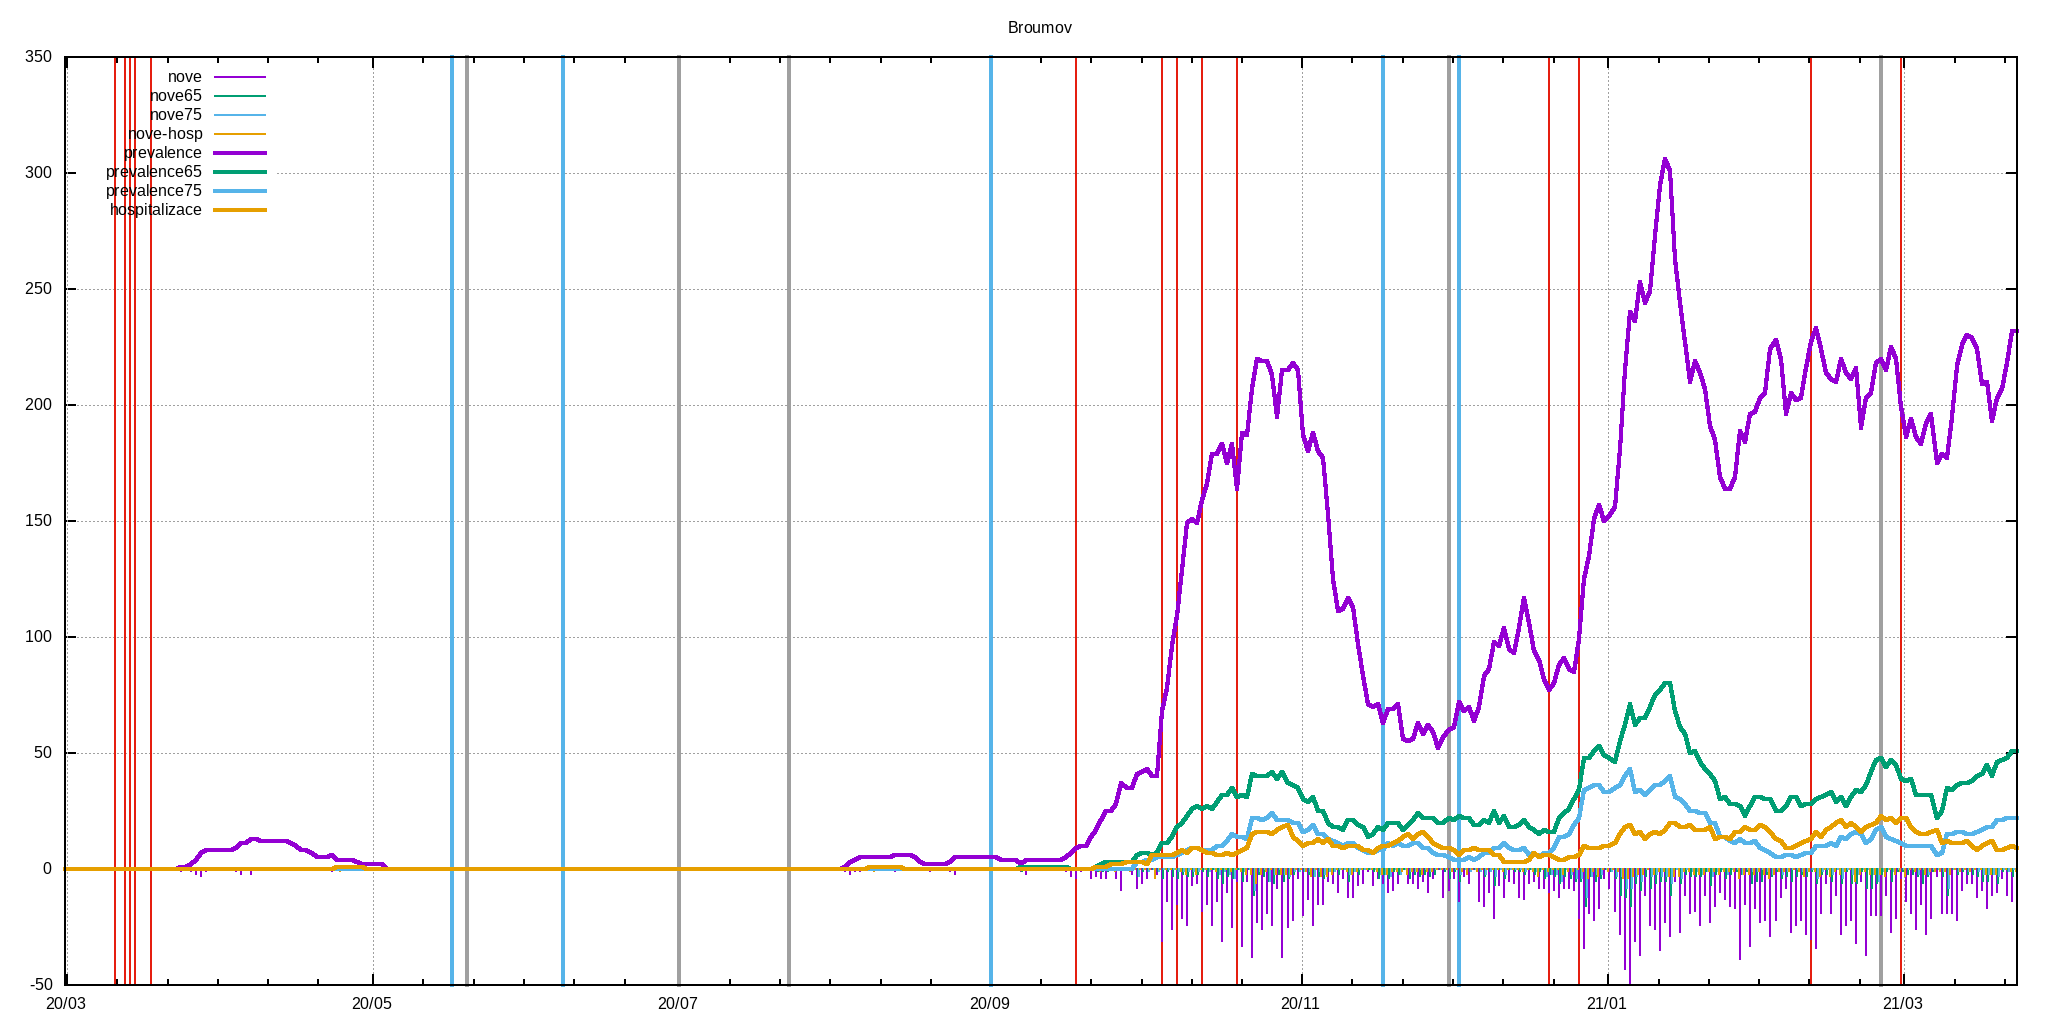 Broumov
350
300
250
200
150
100
50
0
-50
nove
nove65
nove75
nove-hosp
prevalence
prevalence65
prevalence75
hospitalizace
20/03 20/05 20/07 20/09 20/11 21/01 21/03